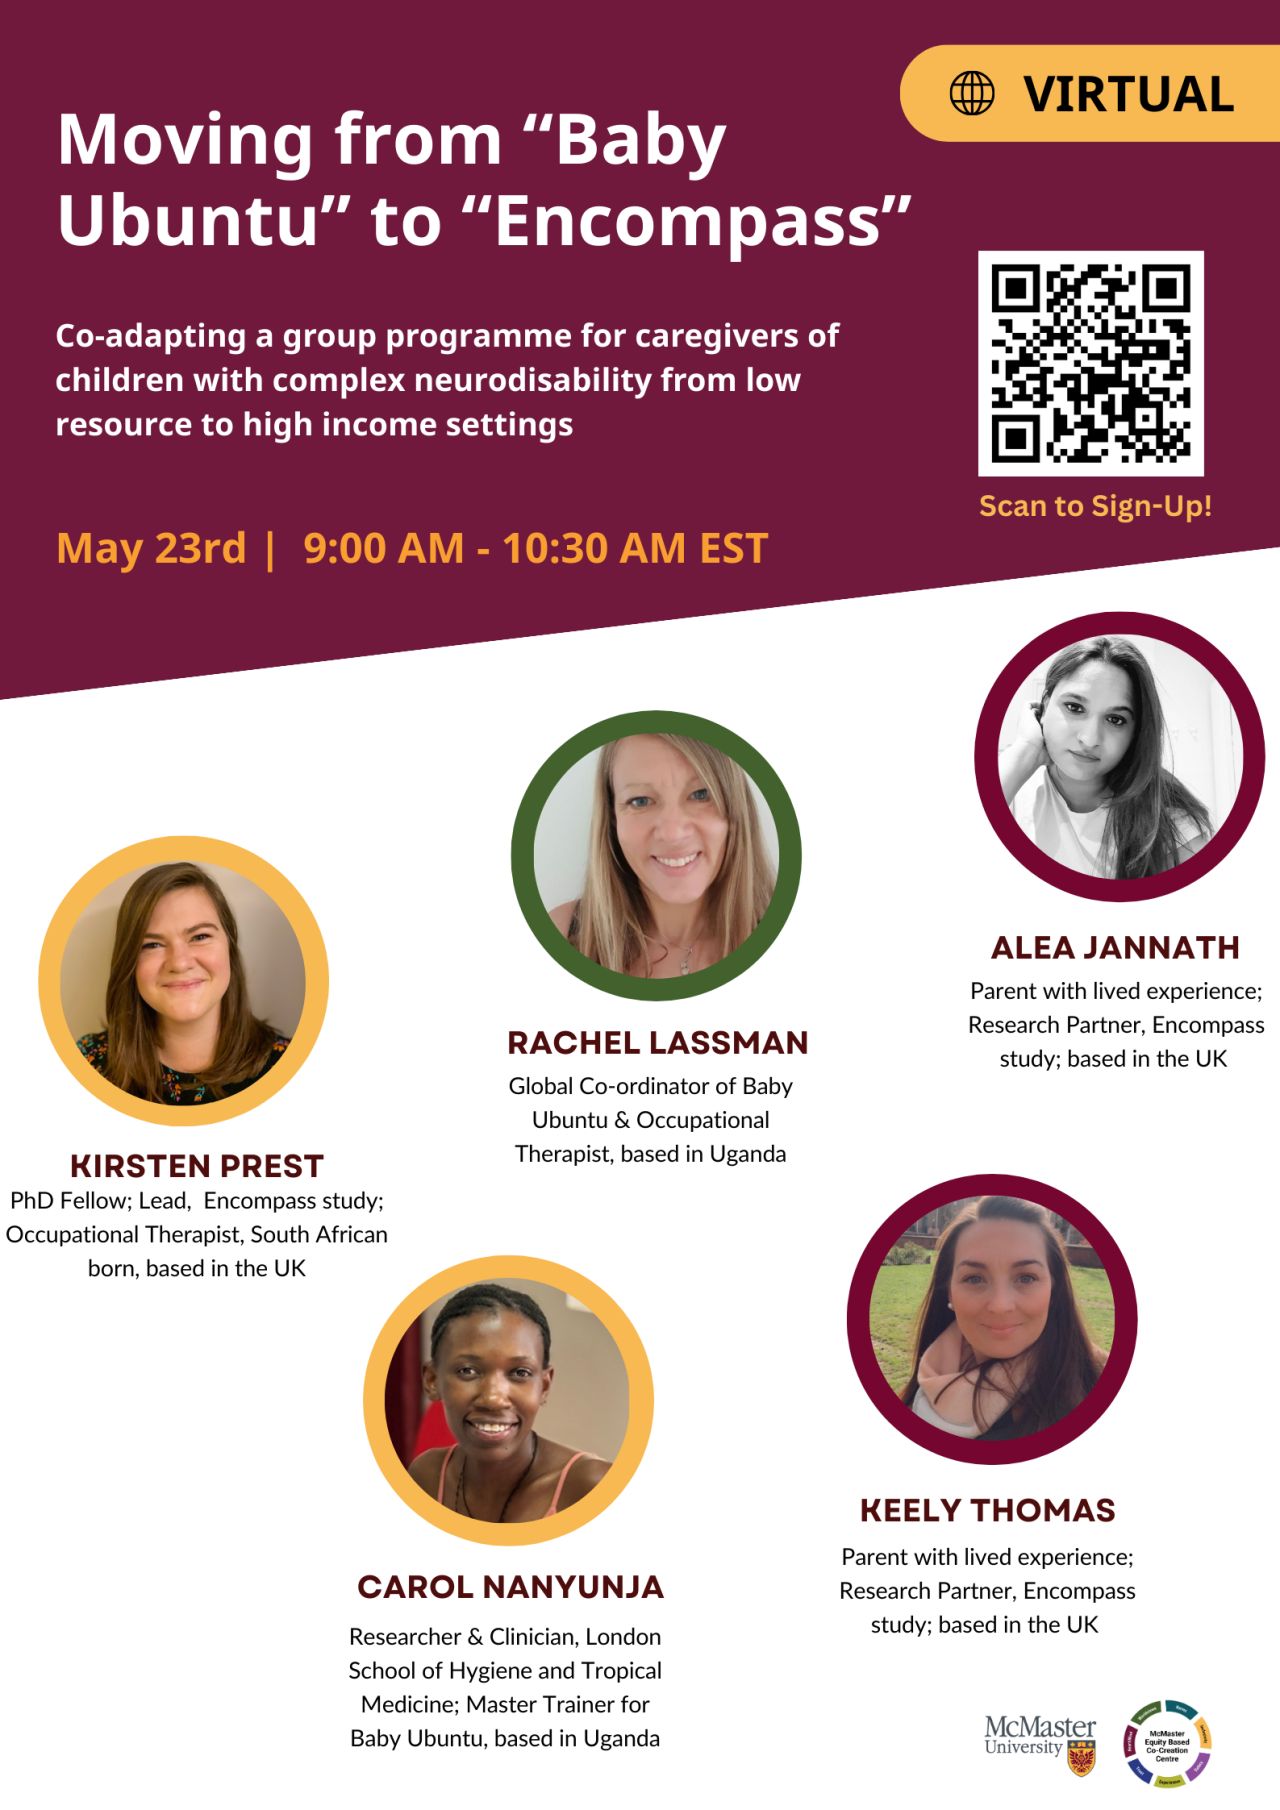 VIRTUAL
Moving from “Baby
Ubuntu” to “Encompass”
Co-adapting a group programme for caregivers of
children with complex neurodisability from low
resource to high income settings
Scan to Sign-Up!
May 23rd |  9:00 AM - 10:30 AM EST
ALEA JANNATH
Parent with lived experience;
Research Partner, Encompass
study; based in the UK
RACHEL LASSMAN
Global Co-ordinator of Baby
Ubuntu & Occupational
Therapist, based in Uganda
KIRSTEN PREST
PhD Fellow; Lead,  Encompass study;
Occupational Therapist, South African
born, based in the UK
KEELY THOMAS
Parent with lived experience;
Research Partner, Encompass
study; based in the UK
CAROL NANYUNJA
Researcher & Clinician, London
School of Hygiene and Tropical
Medicine; Master Trainer for
Baby Ubuntu, based in Uganda
McMaster
University
McMaster
Equity Based
Co-Creation
Centre